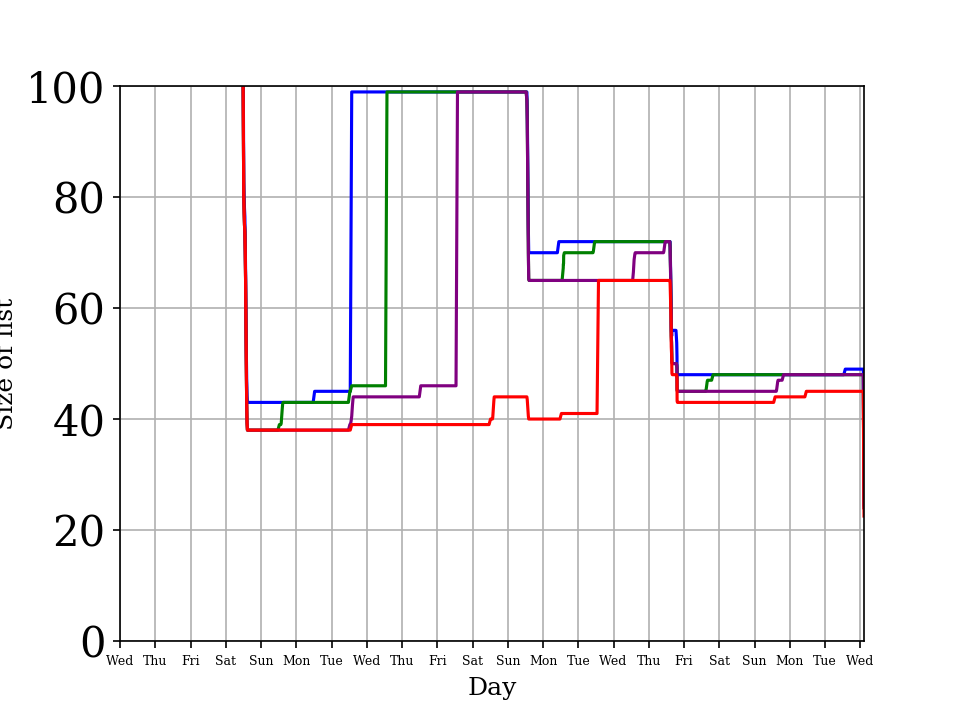 100
80
60
40
20
0
Size of list
Wed Thu Fri Sat Sun Mon Tue Wed Thu Fri Sat Sun Mon Tue Wed Thu Fri Sat Sun Mon Tue Wed
Day